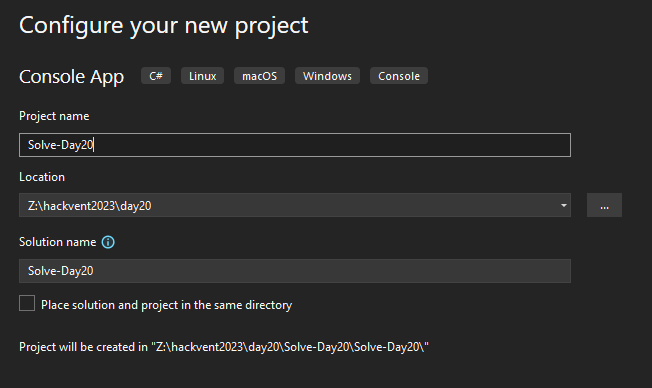 Configure your new project
Console App C# Linux macOS Windows Console
Project name
Solve-Day20
Location
Z:\hackvent2023\day20
...
Solution name
Solve-Day20
Place solution and project in the same directory
Project will be created in "Z:\hackvent2023\day20\Solve-Day20\Solve-Day20\"